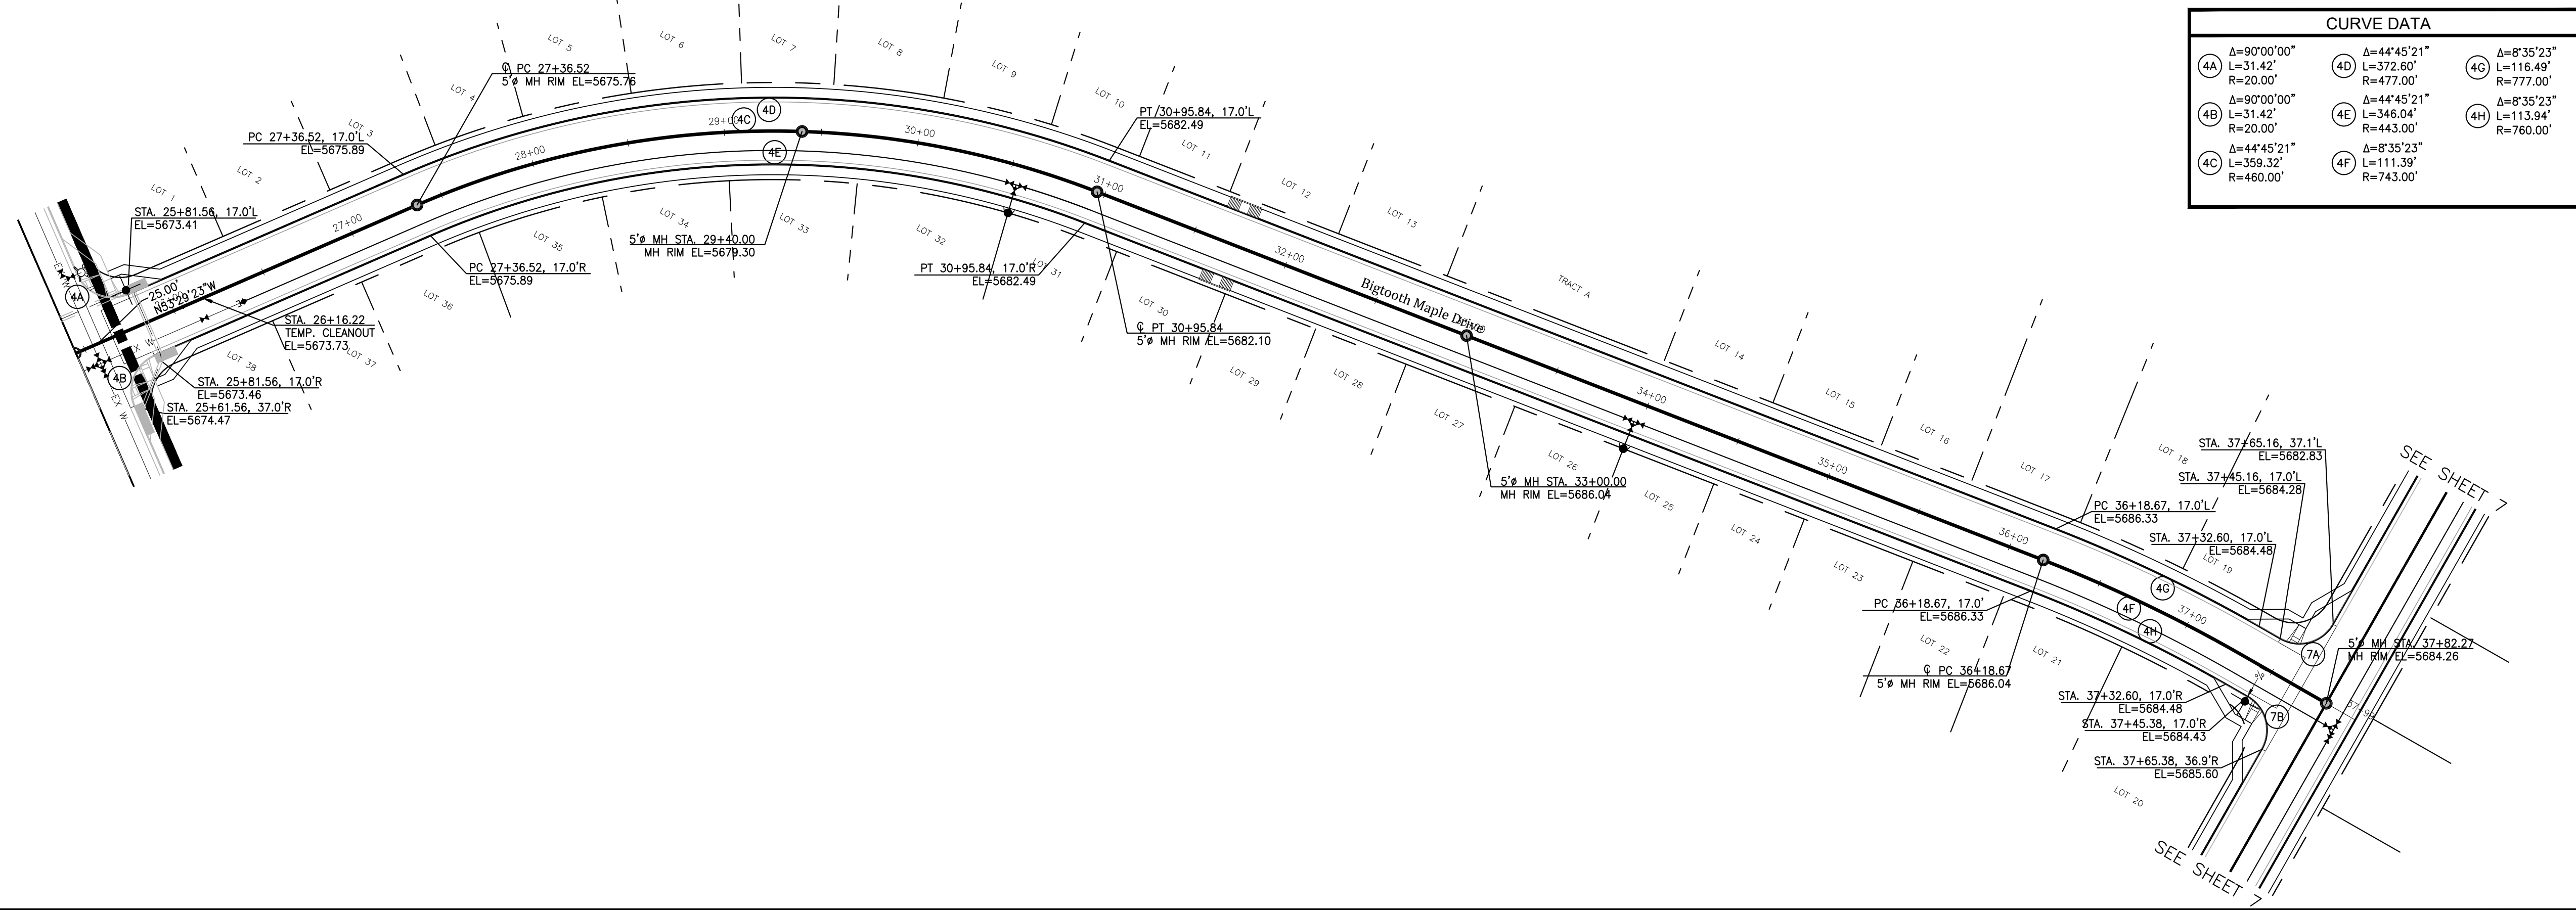 CURVE DATA
4A
Δ=90°00'00"
L=31.42'
R=20.00'
4B
Δ=90°00'00"
L=31.42'
R=20.00'
4C
Δ=44°45'21"
L=359.32'
R=460.00'
4D
Δ=44°45'21"
L=372.60'
R=477.00'
4E
Δ=44°45'21"
L=346.04'
R=443.00'
4F
Δ=8°35'23"
L=111.39'
R=743.00'
4G
Δ=8°35'23"
L=116.49'
R=777.00'
4H
Δ=8°35'23"
L=113.94'
R=760.00'
LOT 1
LOT 2
LOT 3
LOT 4
LOT 5
LOT 6
LOT 7
LOT 8
LOT 9
LOT 10
LOT 11
LOT 12
LOT 13
TRACT A
LOT 14
LOT 15
LOT 16
LOT 17
LOT 18
LOT 19
℄ PC 27+36.52
5'ø MH RIM EL=5675.76
PC 27+36.52, 17.0'L
EL=5675.89
STA. 25+81.56, 17.0'L
EL=5673.41
PT 30+95.84, 17.0'L
EL=5682.49
4D
4C
4E
27+00
28+00
29+00
30+00
31+00
32+00
34+00
35+00
36+00
37+00
Bigtooth Maple Drive
4A
25.00'
N53°29'23"W
STA. 26+16.22
TEMP. CLEANOUT
EL=5673.73
4B
EX W
STA. 25+81.56, 17.0'R
EL=5673.46
STA. 25+61.56, 37.0'R
EL=5674.47
PC 27+36.52, 17.0'R
EL=5675.89
5'ø MH STA. 29+40.00
MH RIM EL=5679.30
PT 30+95.84, 17.0'R
EL=5682.49
℄ PT 30+95.84
5'ø MH RIM EL=5682.10
5'ø MH STA. 33+00.00
MH RIM EL=5686.04
LOT 38
LOT 37
LOT 36
LOT 35
LOT 34
LOT 33
LOT 32
LOT 31
LOT 30
LOT 29
LOT 28
LOT 27
LOT 26
LOT 25
LOT 24
LOT 23
LOT 22
LOT 21
LOT 20
STA. 37+65.16, 37.1'L
EL=5682.83
STA. 37+45.16, 17.0'L
EL=5684.28
PC 36+18.67, 17.0'L
EL=5686.33
STA. 37+32.60, 17.0'L
EL=5684.48
4G
4F
4H
PC 36+18.67, 17.0'
EL=5686.33
℄ PC 36+18.67
5'ø MH RIM EL=5686.04
7A
5'ø MH STA. 37+82.27
MH RIM EL=5684.26
STA. 37+32.60, 17.0'R
EL=5684.48
7B
STA. 37+45.38, 17.0'R
EL=5684.43
STA. 37+65.38, 36.9'R
EL=5685.60
SEE SHEET 7
SEE SHEET 7